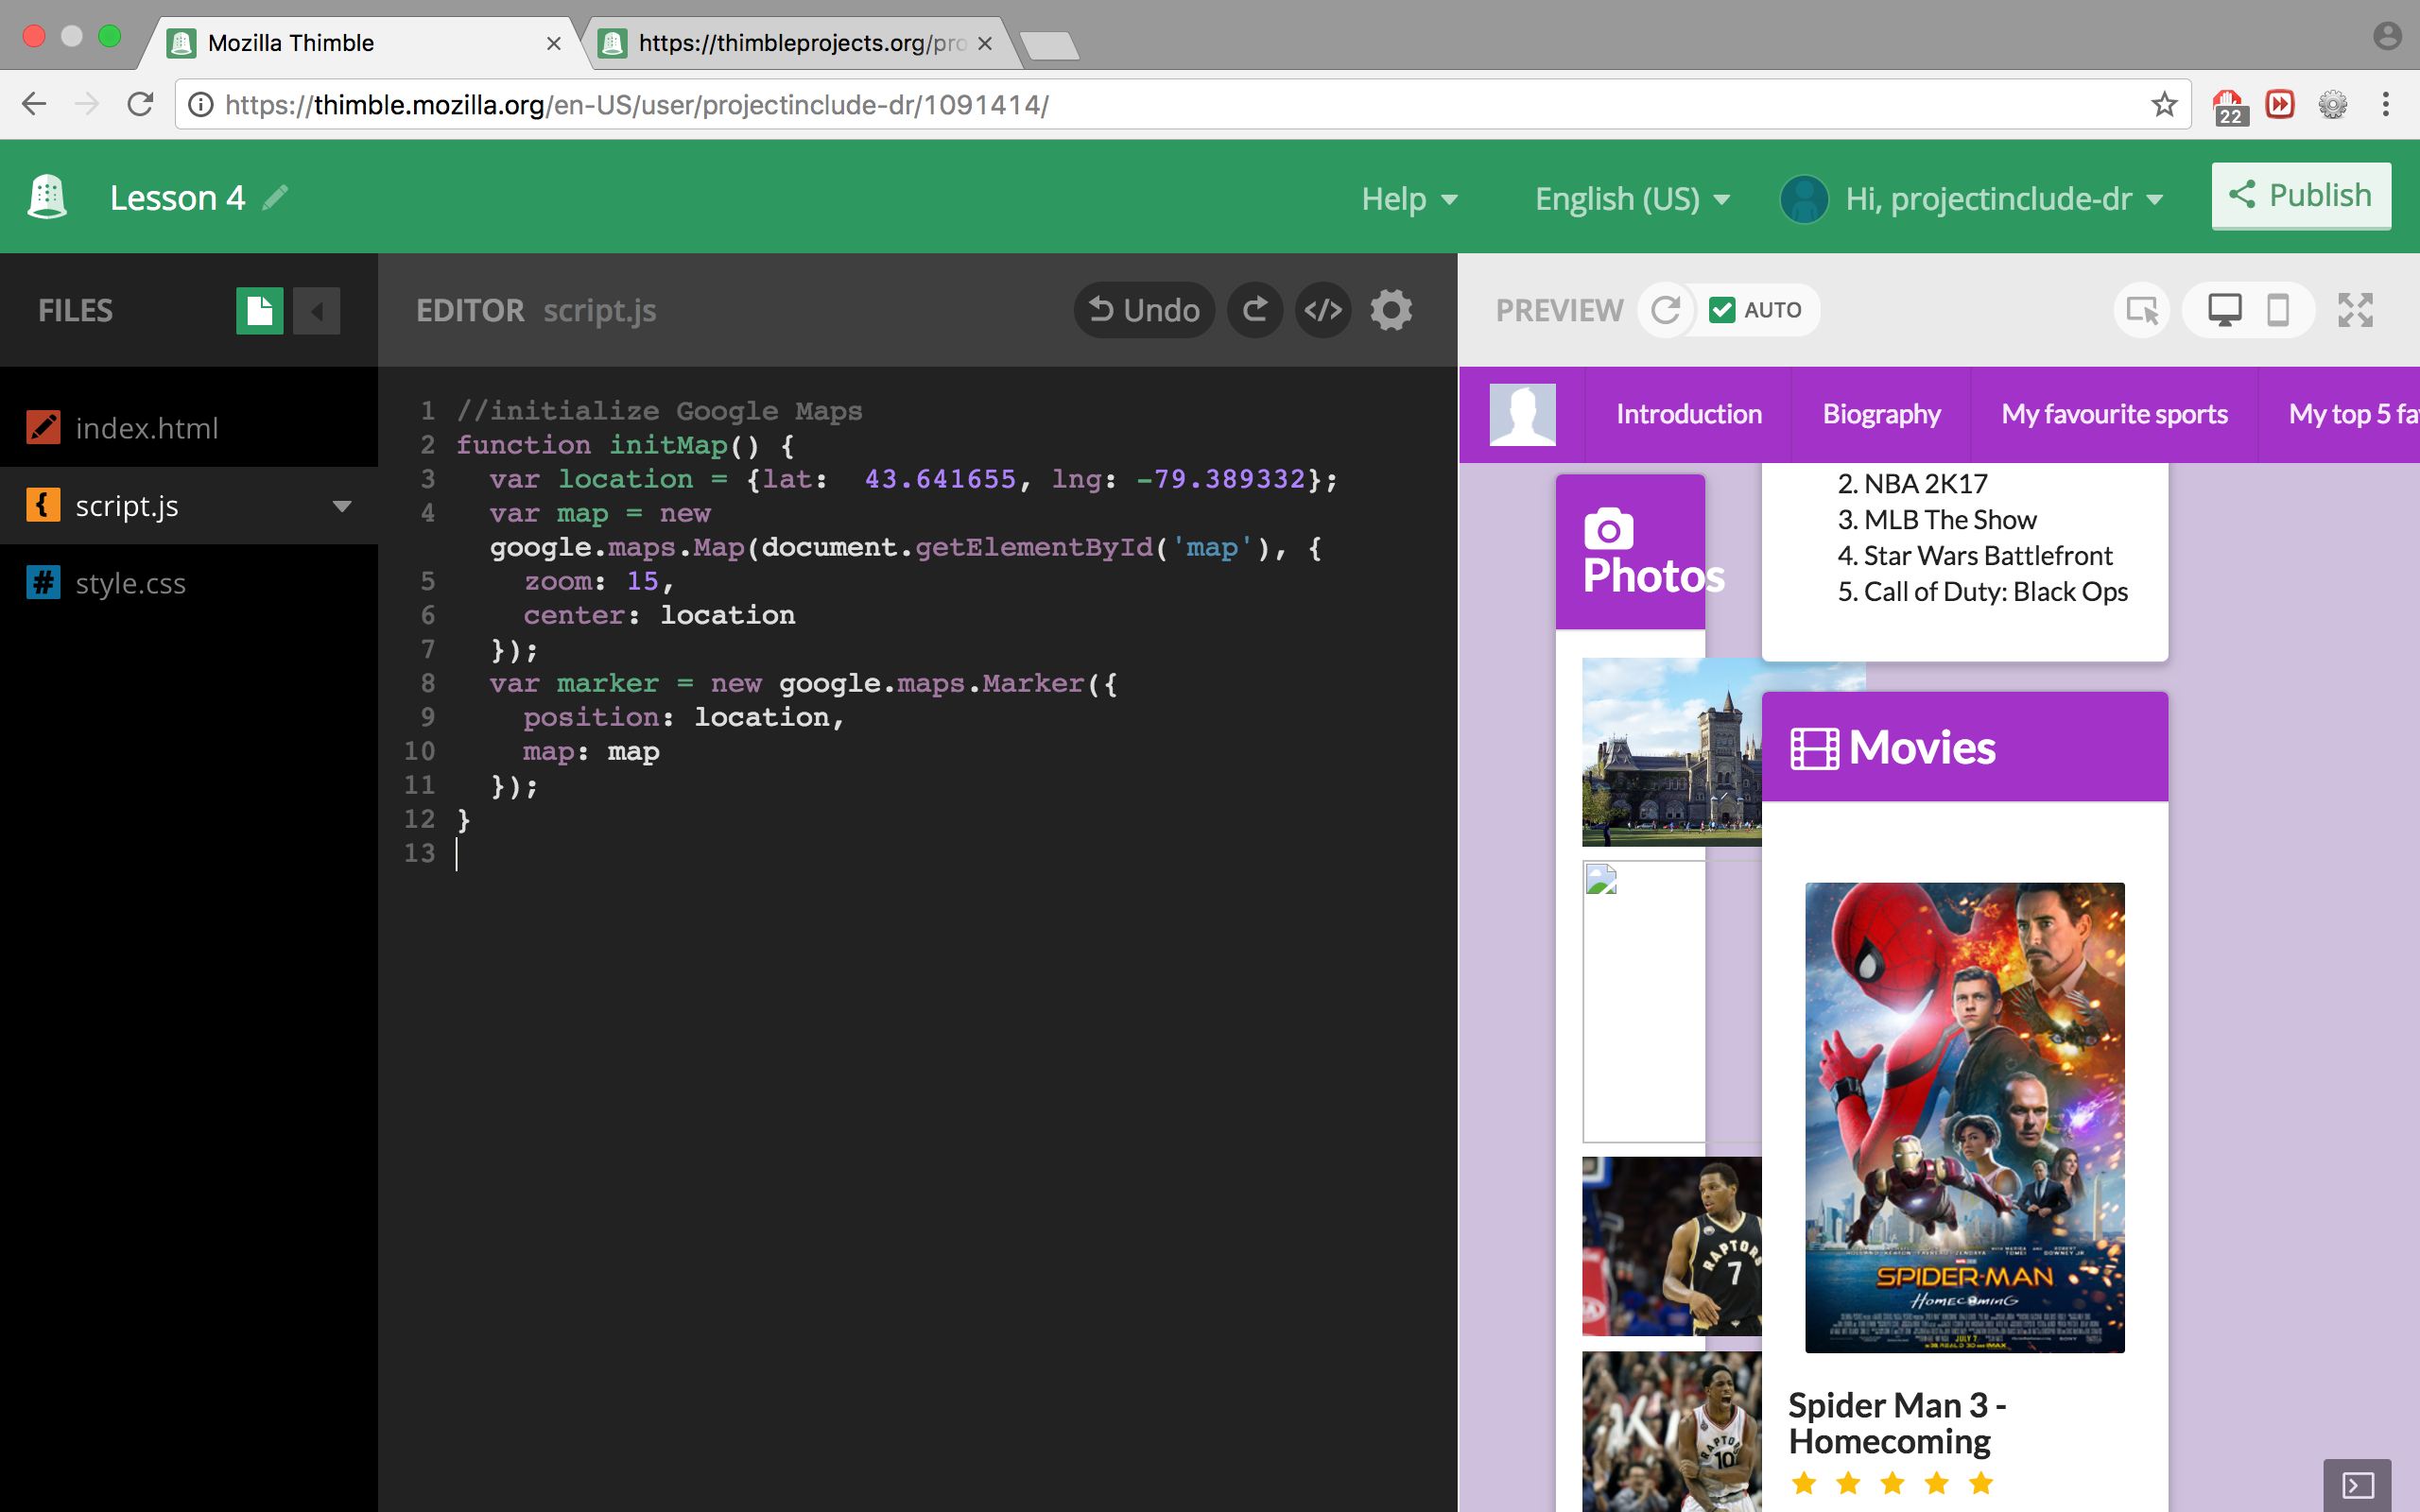 Mozilla Thimble
https://thimbleprojects.org/pro
https://thimble.mozilla.org/en-US/user/projectinclude-dr/1091414/
22
Lesson 4
Help
English (US)
Hi, projectinclude-dr
Publish
FILES
EDITOR script.js
Undo
PREVIEW
AUTO
index.html
script.js
style.css
1 //initialize Google Maps
2 function initMap() {
3 var location = {lat:  43.641655, lng: -79.389332};
4 var map = new
google.maps.Map(document.getElementById('map'), {
5 zoom: 15,
6 center: location
7 });
8 var marker = new google.maps.Marker({
9 position: location,
10 map: map
11 });
12 }
13
Introduction
Biography
My favourite sports
My top 5 fa
Photos
2. NBA 2K17
3. MLB The Show
4. Star Wars Battlefront
5. Call of Duty: Black Ops
Movies
RAPTORS
7
RAPTO
10
SPIDER-MAN
HOMECOMING
JULY 7
Spider Man 3 -
Homecoming